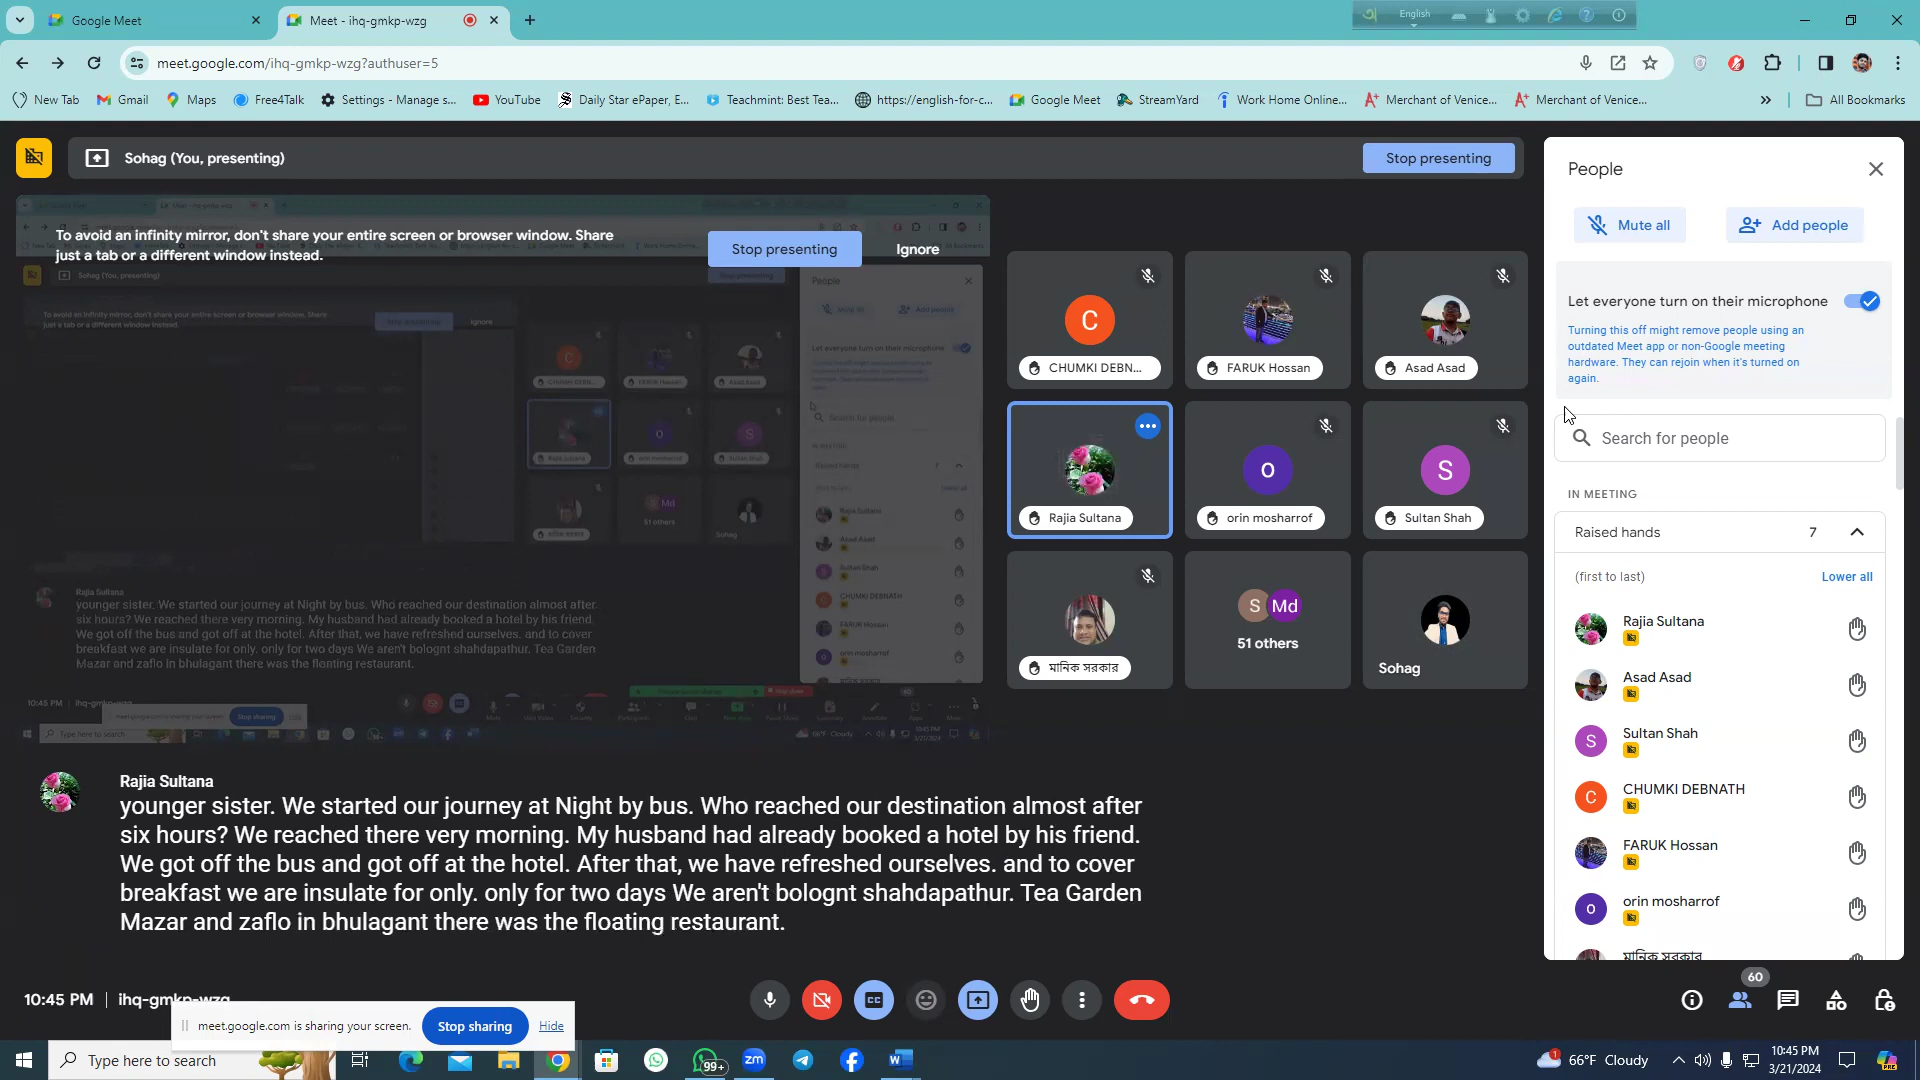 Google Meet
Meet - ihq-gmkp-wzg
English
meet.google.com/ihq-gmkp-wzg?authuser=5
New Tab
Gmail
Maps
Free4Talk
Settings - Manage s...
YouTube
Daily Star ePaper, E...
Teachmint: Best Tea...
https://english-for-c...
Google Meet
StreamYard
Work Home Online...
Merchant of Venice...
Merchant of Venice...
All Bookmarks
Sohag (You, presenting)
Stop presenting
To avoid an infinity mirror, don't share your entire screen or browser window. Share
just a tab or a different window instead.
Stop presenting
Ignore
C
CHUMKI DEBN...
FARUK Hossan
Asad Asad
Rajia Sultana
o
orin mosharrof
S
Sultan Shah
মানিক সরকার
S Md
51 others
Sohag
People
Mute all
Add people
Let everyone turn on their microphone
Turning this off might remove people using an
outdated Meet app or non-Google meeting
hardware. They can rejoin when it's turned on
again.
Search for people
IN MEETING
Raised hands 7
(first to last)
Lower all
Rajia Sultana
Asad Asad
S
Sultan Shah
C
CHUMKI DEBNATH
FARUK Hossan
o
orin mosharrof
মানিক সরকার
Rajia Sultana
younger sister. We started our journey at Night by bus. Who reached our destination almost after
six hours? We reached there very morning. My husband had already booked a hotel by his friend.
We got off the bus and got off at the hotel. After that, we have refreshed ourselves. and to cover
breakfast we are insulate for only. only for two days We aren't bolognt shahdapathur. Tea Garden
Mazar and zaflo in bhulagant there was the floating restaurant.
10:45 PM
ihq-gmkp-wzg
60
meet.google.com is sharing your screen.
Stop sharing
Hide
Type here to search
99+
zm
66°F Cloudy
10:45 PM
3/21/2024